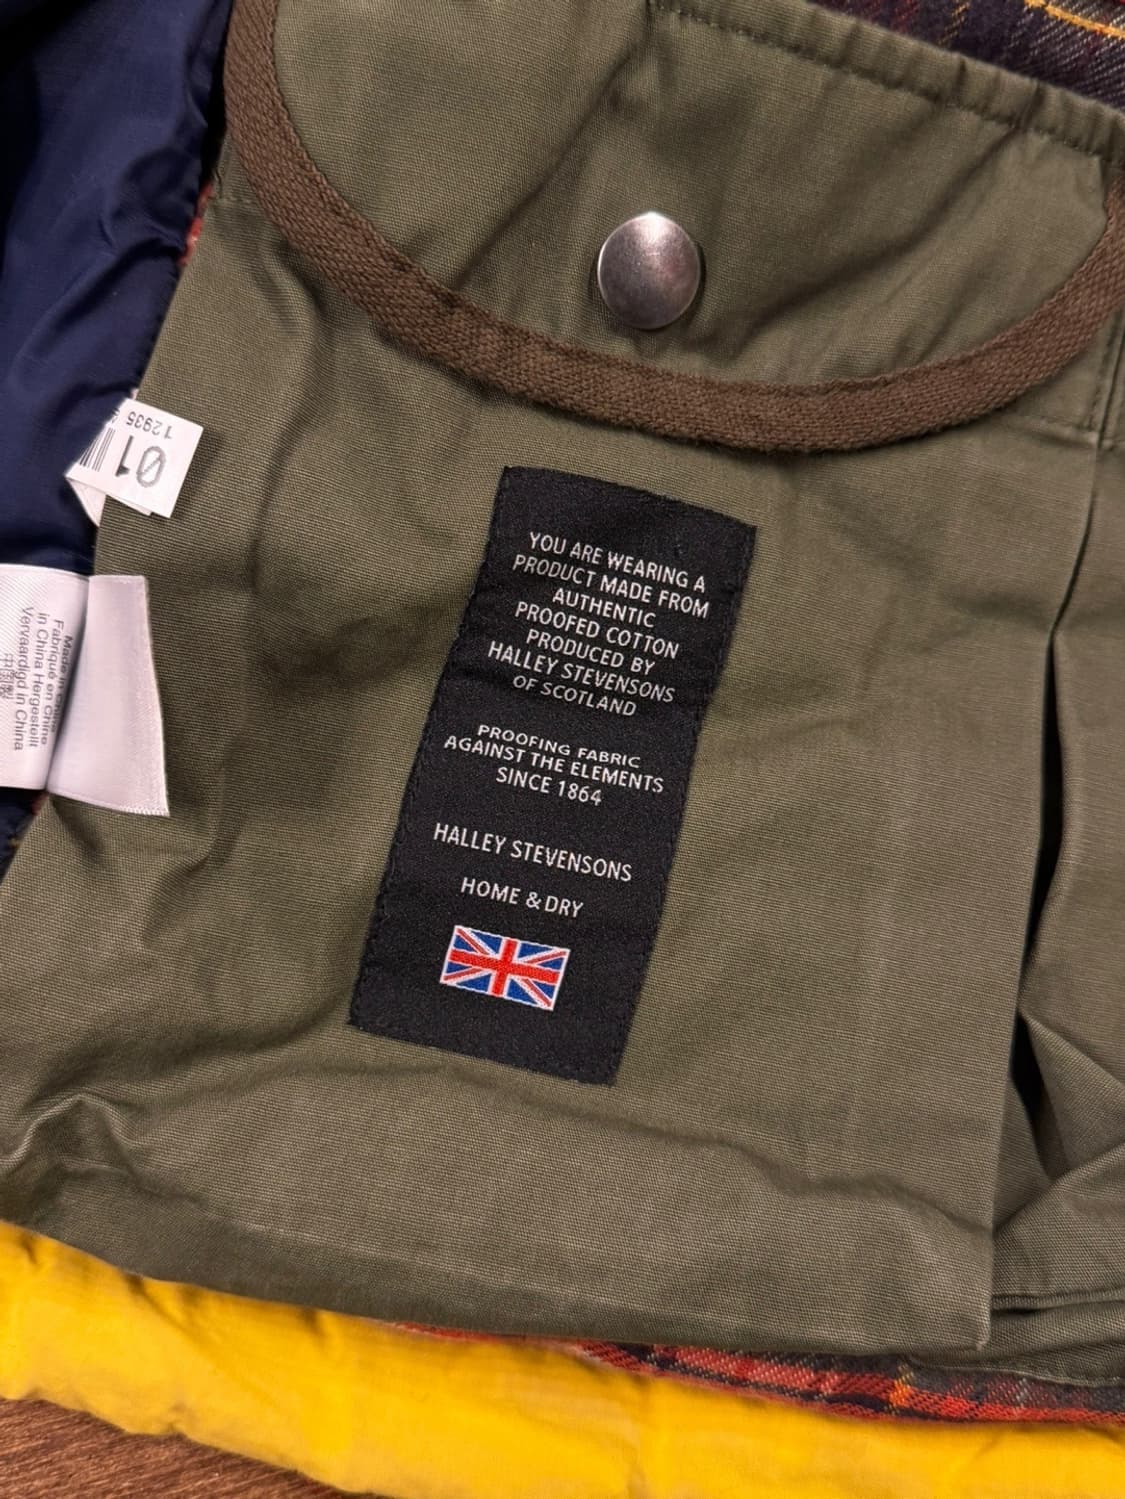 YOU ARE WEARING A
PRODUCT MADE FROM
AUTHENTIC
PROOFED COTTON
PRODUCED BY
HALLEY STEVENSONS
OF SCOTLAND
PROOFING FABRIC
AGAINST THE ELEMENTS
SINCE 1864
HALLEY STEVENSONS
HOME & DRY
01
12935
Made in
Fabriqué en Chine
in China Hergestellt
Vervaardigd in China